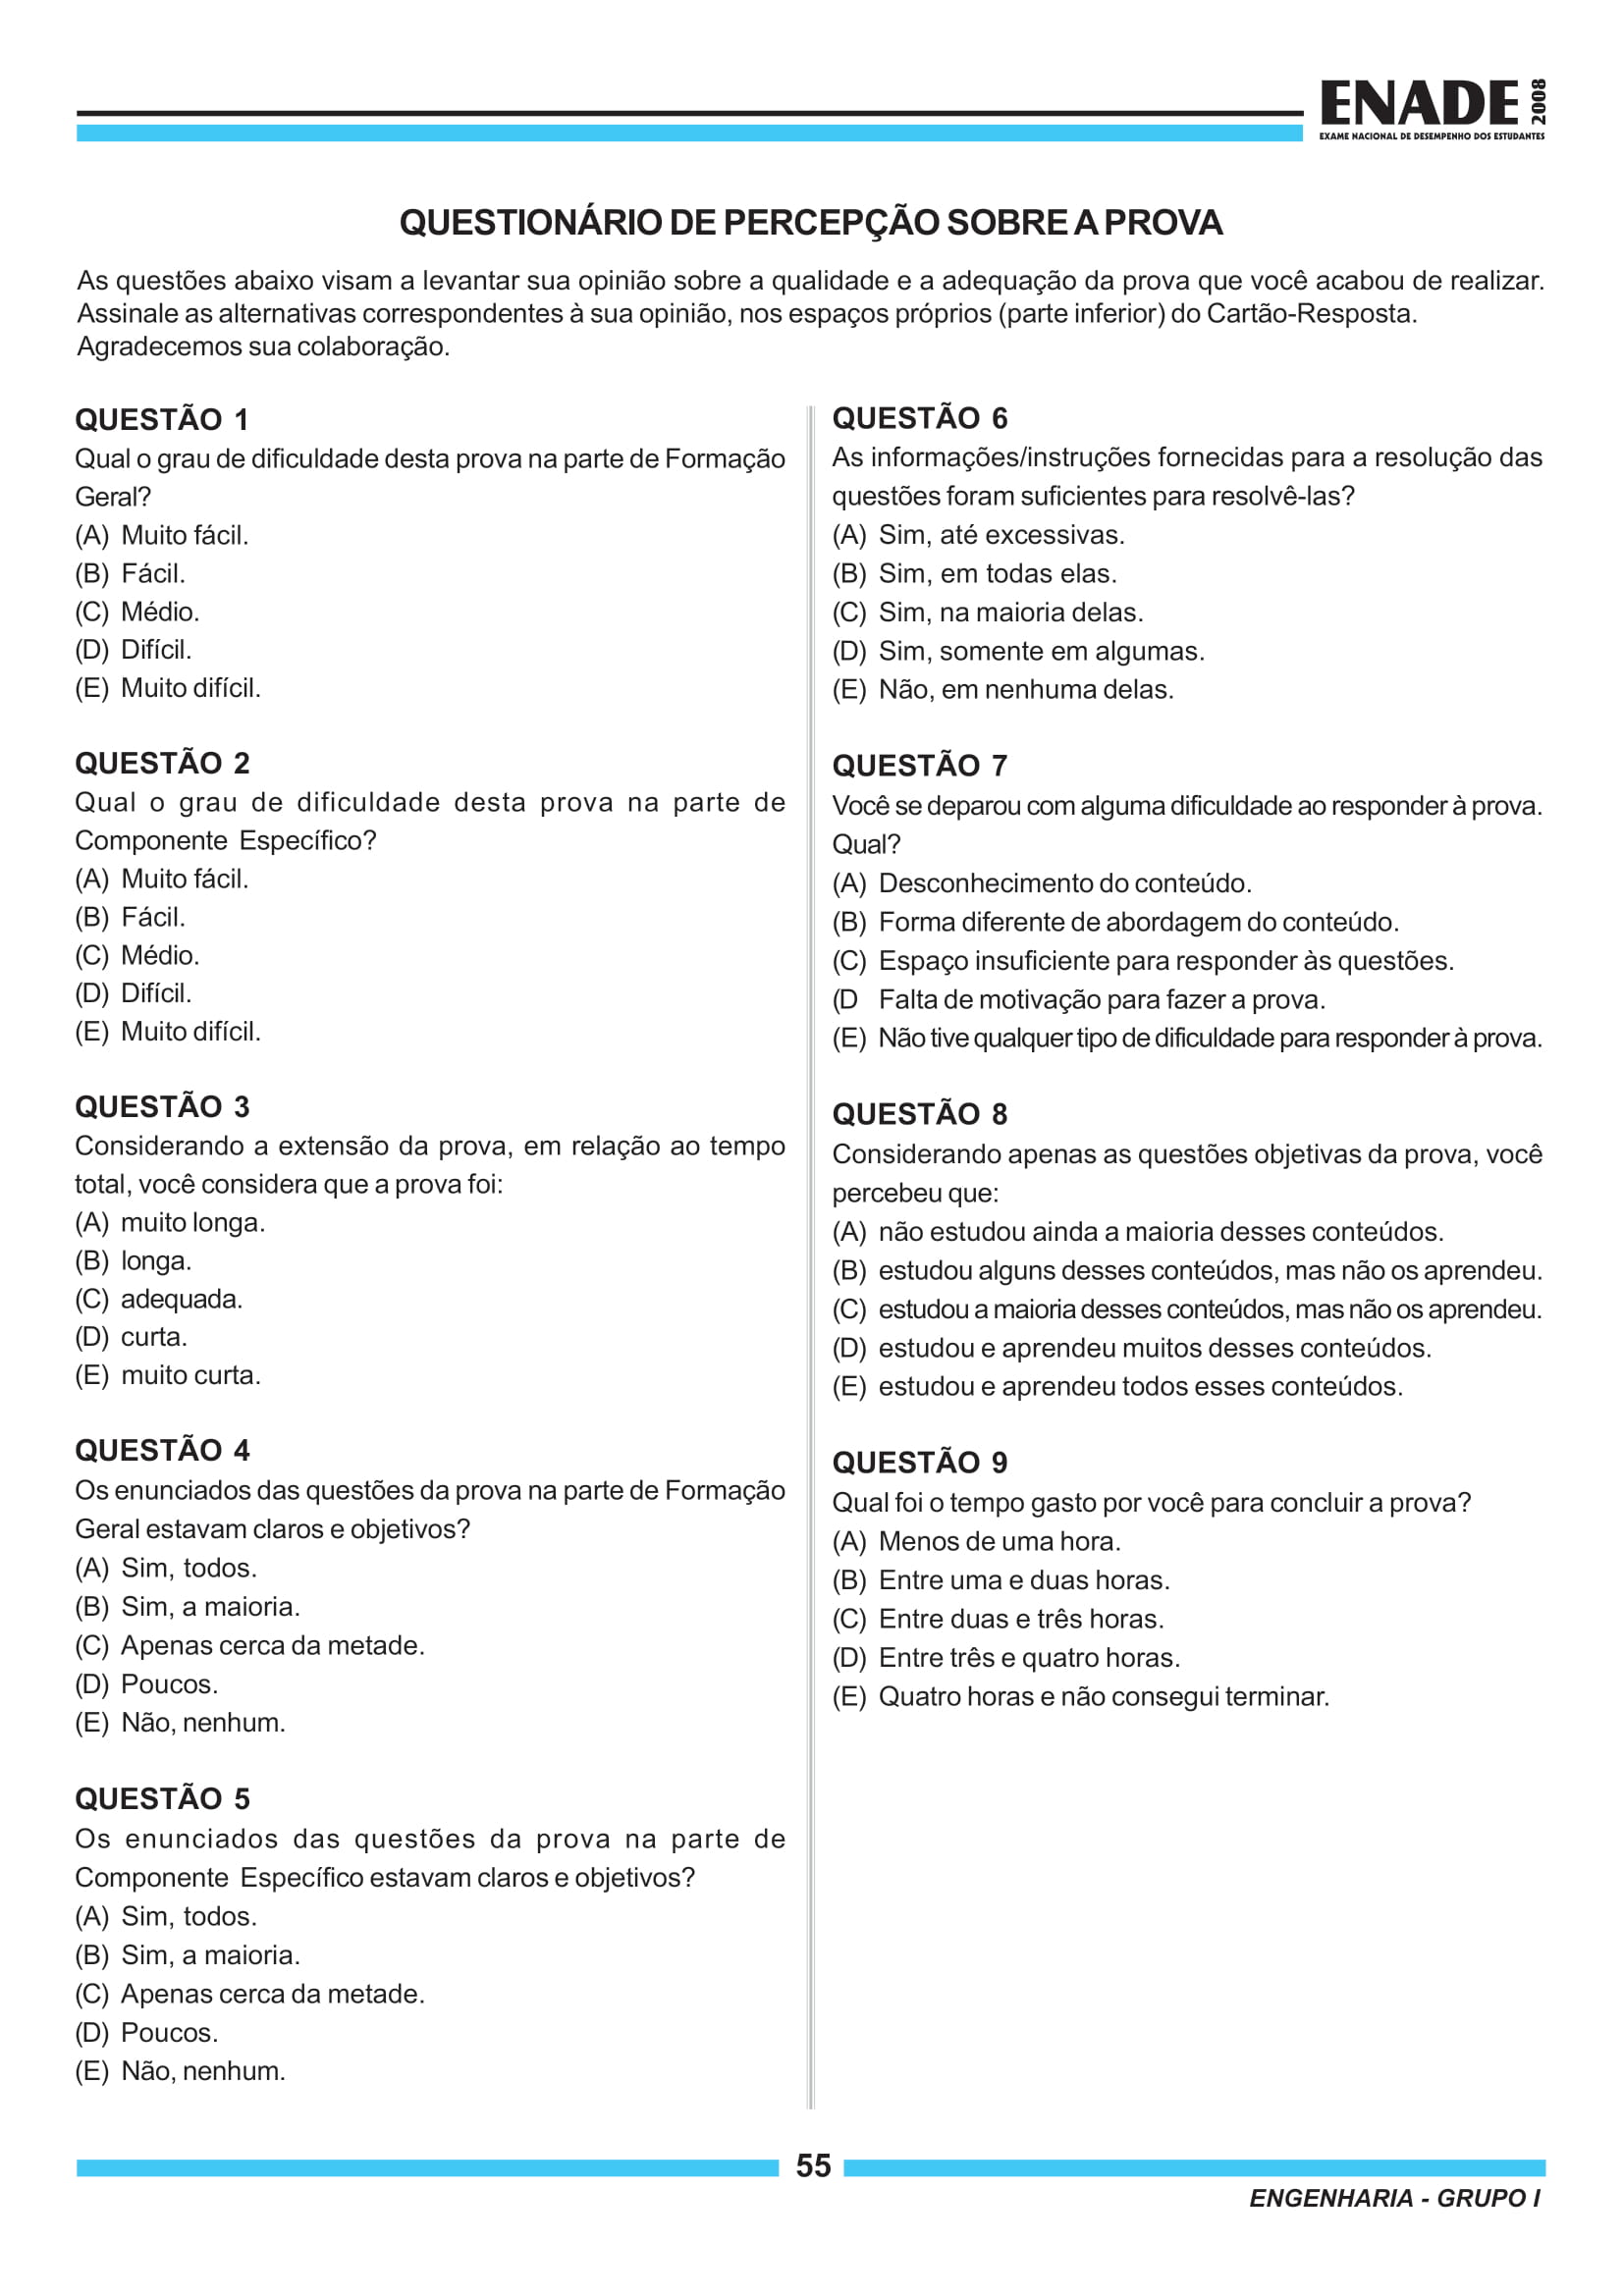 ENADE 2008
EXAME NACIONAL DE DESEMPENHO DOS ESTUDANTES
QUESTIONÁRIO DE PERCEPÇÃO SOBRE A PROVA
As questões abaixo visam a levantar sua opinião sobre a qualidade e a adequação da prova que você acabou de realizar.
Assinale as alternativas correspondentes à sua opinião, nos espaços próprios (parte inferior) do Cartão-Resposta.
Agradecemos sua colaboração.
QUESTÃO 1
Qual o grau de dificuldade desta prova na parte de Formação
Geral?
(A) Muito fácil.
(B) Fácil.
(C) Médio.
(D) Difícil.
(E) Muito difícil.
QUESTÃO 2
Qual o grau de dificuldade desta prova na parte de
Componente Específico?
(A) Muito fácil.
(B) Fácil.
(C) Médio.
(D) Difícil.
(E) Muito difícil.
QUESTÃO 3
Considerando a extensão da prova, em relação ao tempo
total, você considera que a prova foi:
(A) muito longa.
(B) longa.
(C) adequada.
(D) curta.
(E) muito curta.
QUESTÃO 4
Os enunciados das questões da prova na parte de Formação
Geral estavam claros e objetivos?
(A) Sim, todos.
(B) Sim, a maioria.
(C) Apenas cerca da metade.
(D) Poucos.
(E) Não, nenhum.
QUESTÃO 5
Os enunciados das questões da prova na parte de
Componente Específico estavam claros e objetivos?
(A) Sim, todos.
(B) Sim, a maioria.
(C) Apenas cerca da metade.
(D) Poucos.
(E) Não, nenhum.
QUESTÃO 6
As informações/instruções fornecidas para a resolução das
questões foram suficientes para resolvê-las?
(A) Sim, até excessivas.
(B) Sim, em todas elas.
(C) Sim, na maioria delas.
(D) Sim, somente em algumas.
(E) Não, em nenhuma delas.
QUESTÃO 7
Você se deparou com alguma dificuldade ao responder à prova.
Qual?
(A) Desconhecimento do conteúdo.
(B) Forma diferente de abordagem do conteúdo.
(C) Espaço insuficiente para responder às questões.
(D Falta de motivação para fazer a prova.
(E) Não tive qualquer tipo de dificuldade para responder à prova.
QUESTÃO 8
Considerando apenas as questões objetivas da prova, você
percebeu que:
(A) não estudou ainda a maioria desses conteúdos.
(B) estudou alguns desses conteúdos, mas não os aprendeu.
(C) estudou a maioria desses conteúdos, mas não os aprendeu.
(D) estudou e aprendeu muitos desses conteúdos.
(E) estudou e aprendeu todos esses conteúdos.
QUESTÃO 9
Qual foi o tempo gasto por você para concluir a prova?
(A) Menos de uma hora.
(B) Entre uma e duas horas.
(C) Entre duas e três horas.
(D) Entre três e quatro horas.
(E) Quatro horas e não consegui terminar.
55
ENGENHARIA - GRUPO I